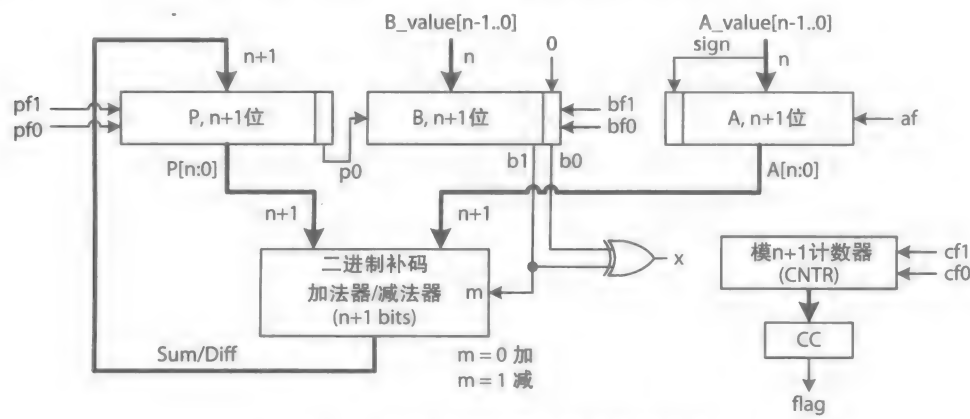 B_value[n-1..0]
A_value[n-1..0]
n+1
n
0
sign
n
pf1
pf0
P, n+1位
B, n+1位
bf1
bf0
A, n+1位
af
p0
b1
b0
P[n:0]
A[n:0]
n+1
n+1
二进制补码
加法器/减法器
(n+1 bits)
m
x
模n+1计数器
(CNTR)
cf1
cf0
CC
flag
Sum/Diff
m = 0 加
m = 1 减